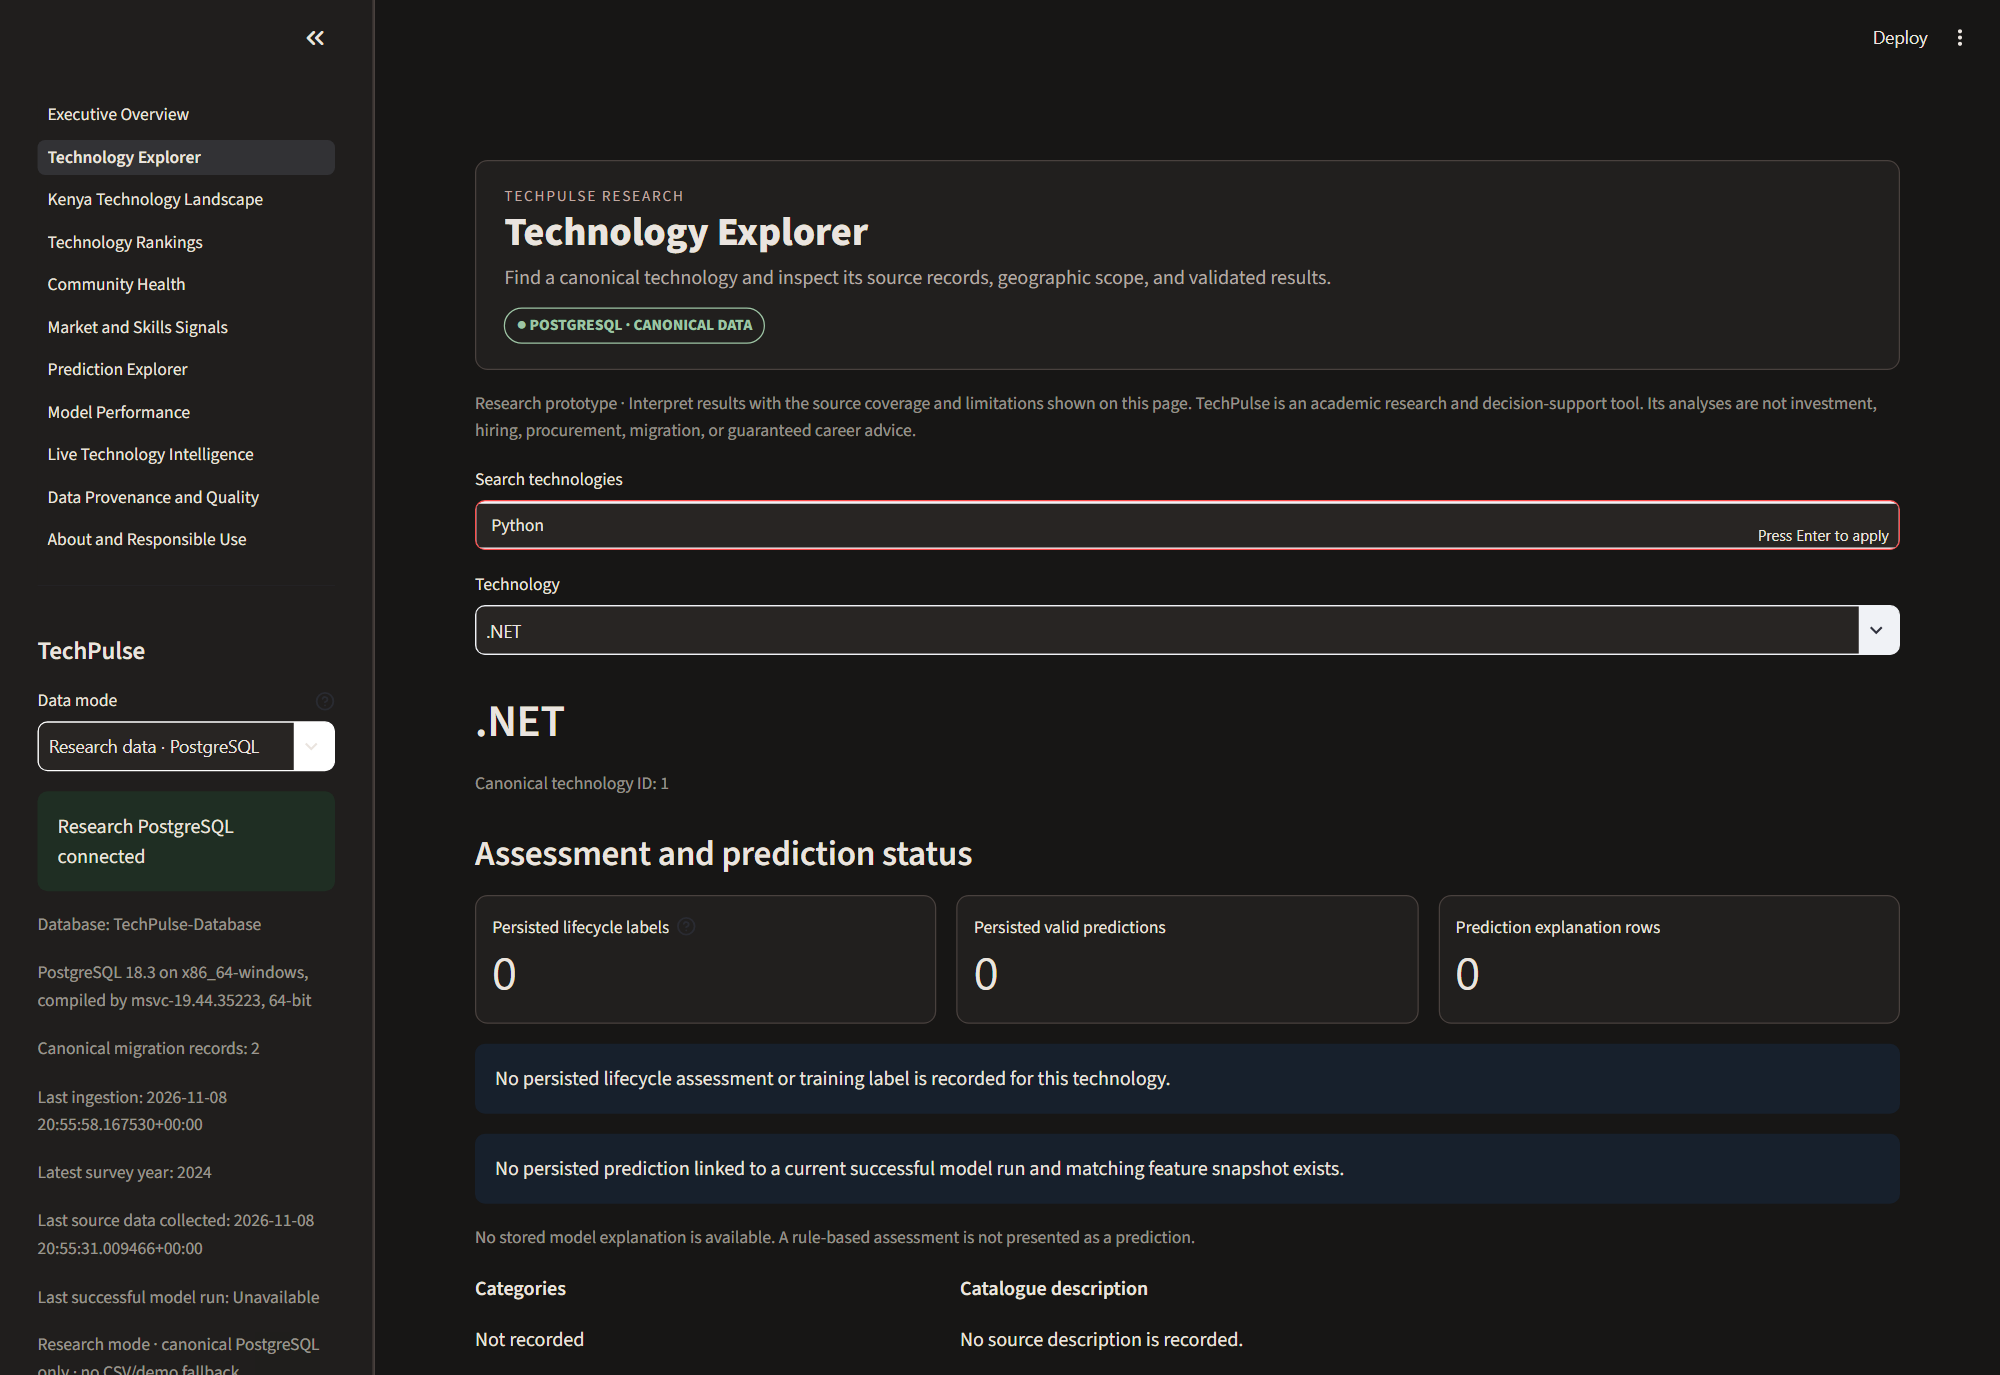 Deploy
Executive Overview
Technology Explorer
Kenya Technology Landscape
Technology Rankings
Community Health
Market and Skills Signals
Prediction Explorer
Model Performance
Live Technology Intelligence
Data Provenance and Quality
About and Responsible Use
TechPulse
Data mode
Research data · PostgreSQL
Research PostgreSQL
connected
Database: TechPulse-Database
PostgreSQL 18.3 on x86_64-windows,
compiled by msvc-19.44.35223, 64-bit
Canonical migration records: 2
Last ingestion: 2026-11-08
20:55:58.167530+00:00
Latest survey year: 2024
Last source data collected: 2026-11-08
20:55:31.009466+00:00
Last successful model run: Unavailable
Research mode · canonical PostgreSQL
only · no CSV/demo fallback
TECHPULSE RESEARCH
Technology Explorer
Find a canonical technology and inspect its source records, geographic scope, and validated results.
POSTGRESQL · CANONICAL DATA
Research prototype · Interpret results with the source coverage and limitations shown on this page. TechPulse is an academic research and decision-support tool. Its analyses are not investment,
hiring, procurement, migration, or guaranteed career advice.
Search technologies
Python
Press Enter to apply
Technology
.NET
.NET
Canonical technology ID: 1
Assessment and prediction status
Persisted lifecycle labels
0
Persisted valid predictions
0
Prediction explanation rows
0
No persisted lifecycle assessment or training label is recorded for this technology.
No persisted prediction linked to a current successful model run and matching feature snapshot exists.
No stored model explanation is available. A rule-based assessment is not presented as a prediction.
Categories
Not recorded
Catalogue description
No source description is recorded.